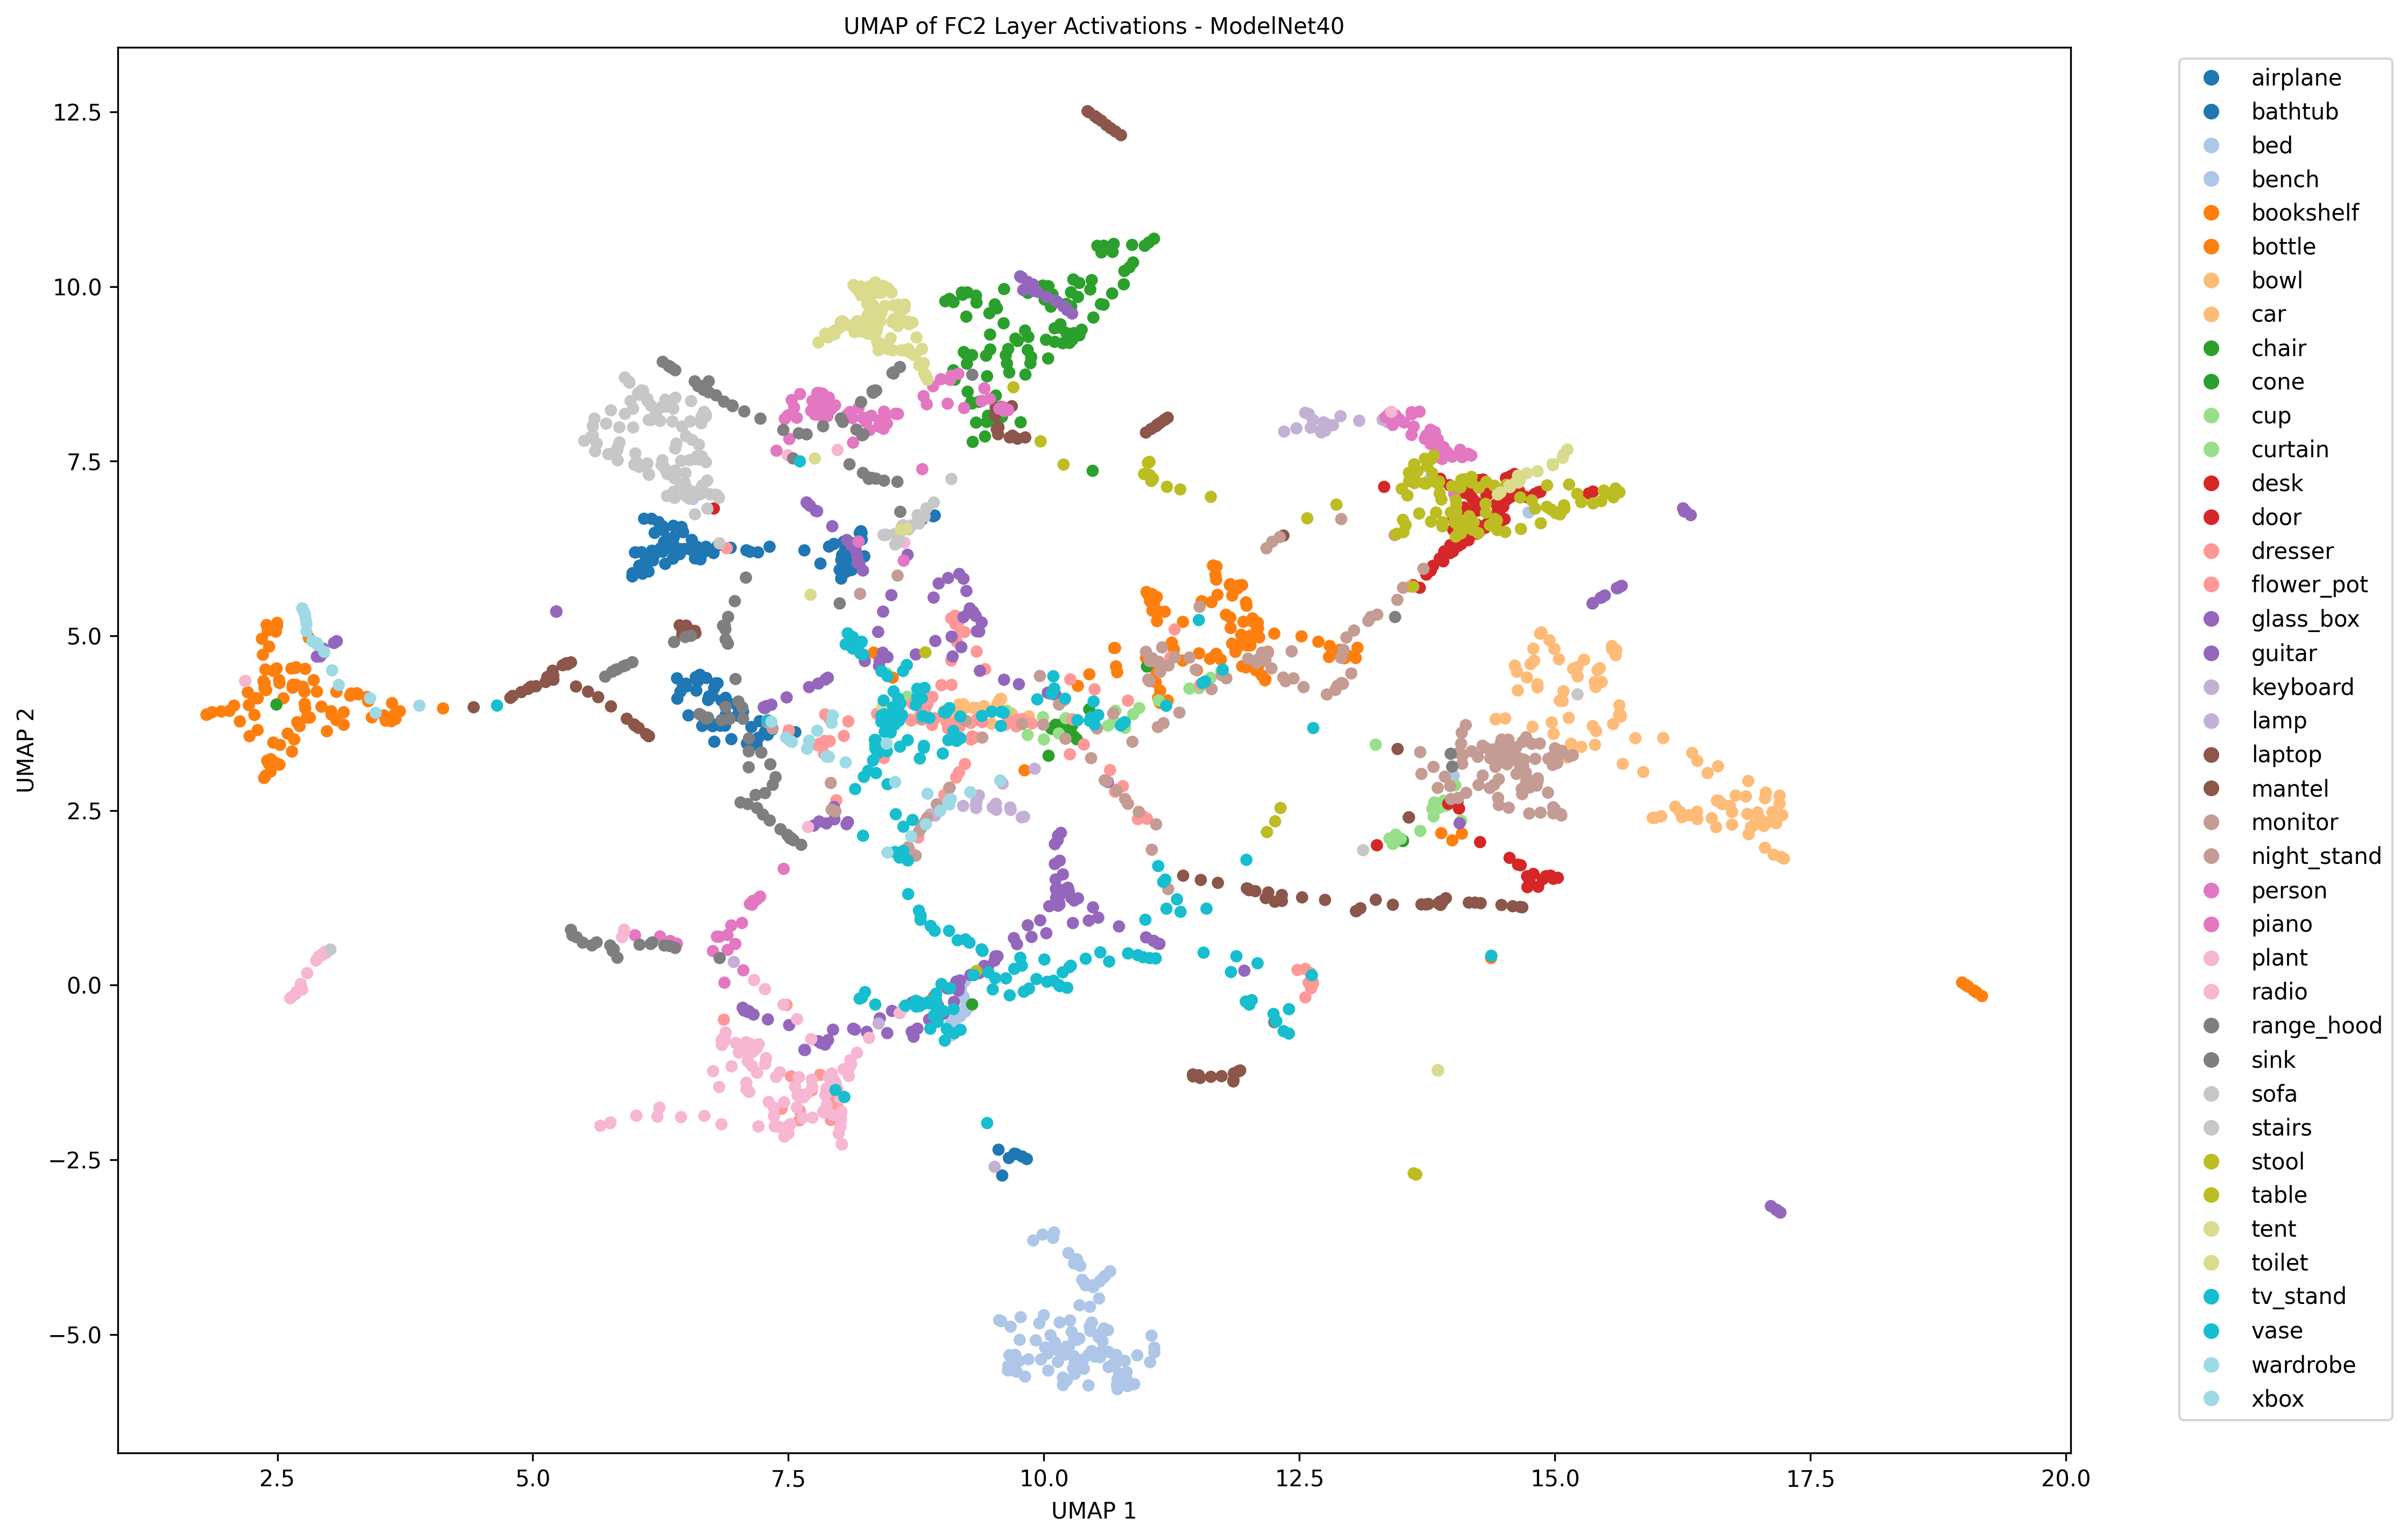 UMAP of FC2 Layer Activations - ModelNet40
12.5
10.0
7.5
5.0
2.5
0.0
−2.5
−5.0
UMAP 2
2.5
5.0
7.5
10.0
12.5
15.0
17.5
20.0
UMAP 1
airplane
bathtub
bed
bench
bookshelf
bottle
bowl
car
chair
cone
cup
curtain
desk
door
dresser
flower_pot
glass_box
guitar
keyboard
lamp
laptop
mantel
monitor
night_stand
person
piano
plant
radio
range_hood
sink
sofa
stairs
stool
table
tent
toilet
tv_stand
vase
wardrobe
xbox